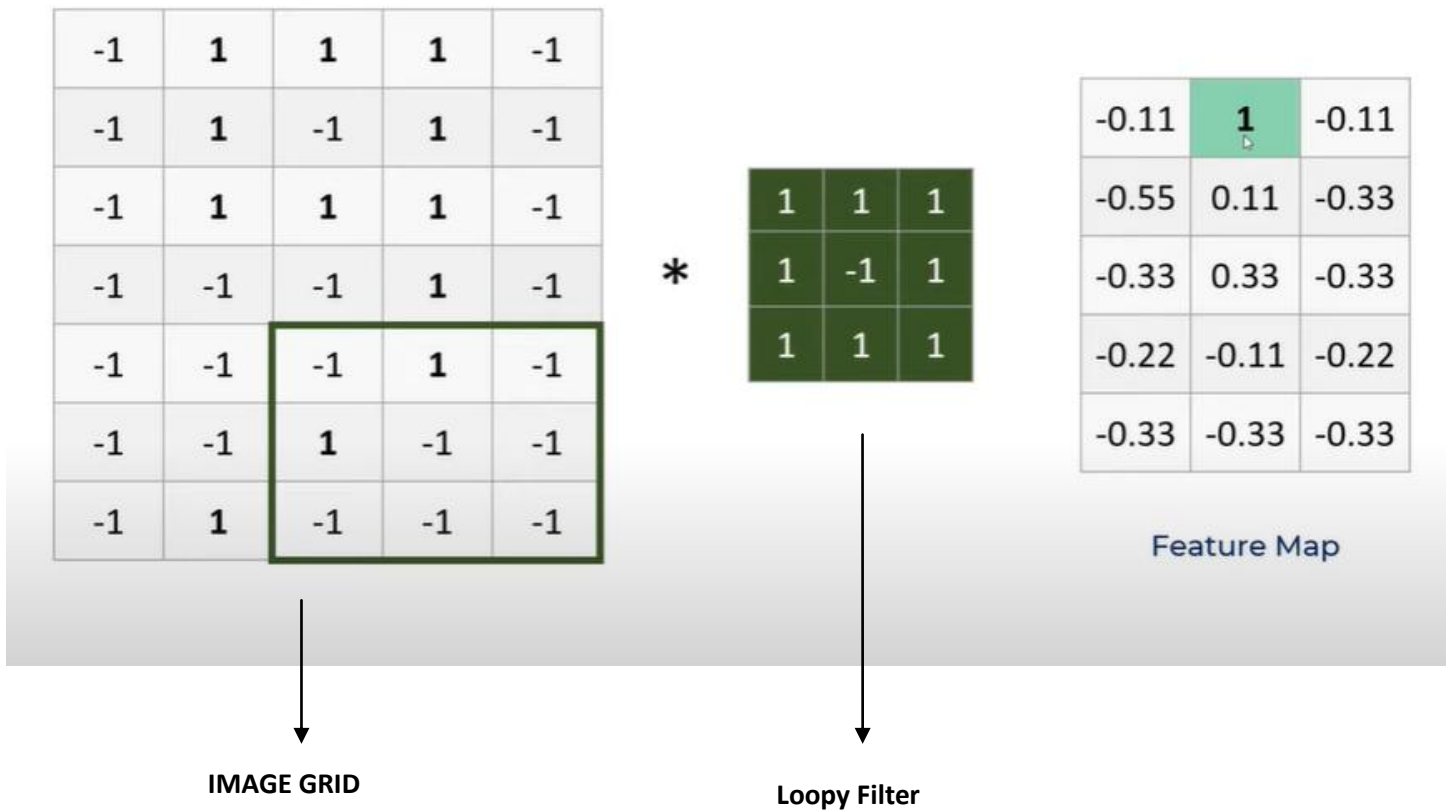 -1 1 1 1 -1
-1 1 -1 1 -1
-1 1 1 1 -1
-1 -1 -1 1 -1
-1 -1 -1 1 -1
-1 -1 1 -1 -1
-1 1 -1 -1 -1
*
1 1 1
1 -1 1
1 1 1
-0.11 1 -0.11
-0.55 0.11 -0.33
-0.33 0.33 -0.33
-0.22 -0.11 -0.22
-0.33 -0.33 -0.33
Feature Map
IMAGE GRID
Loopy Filter